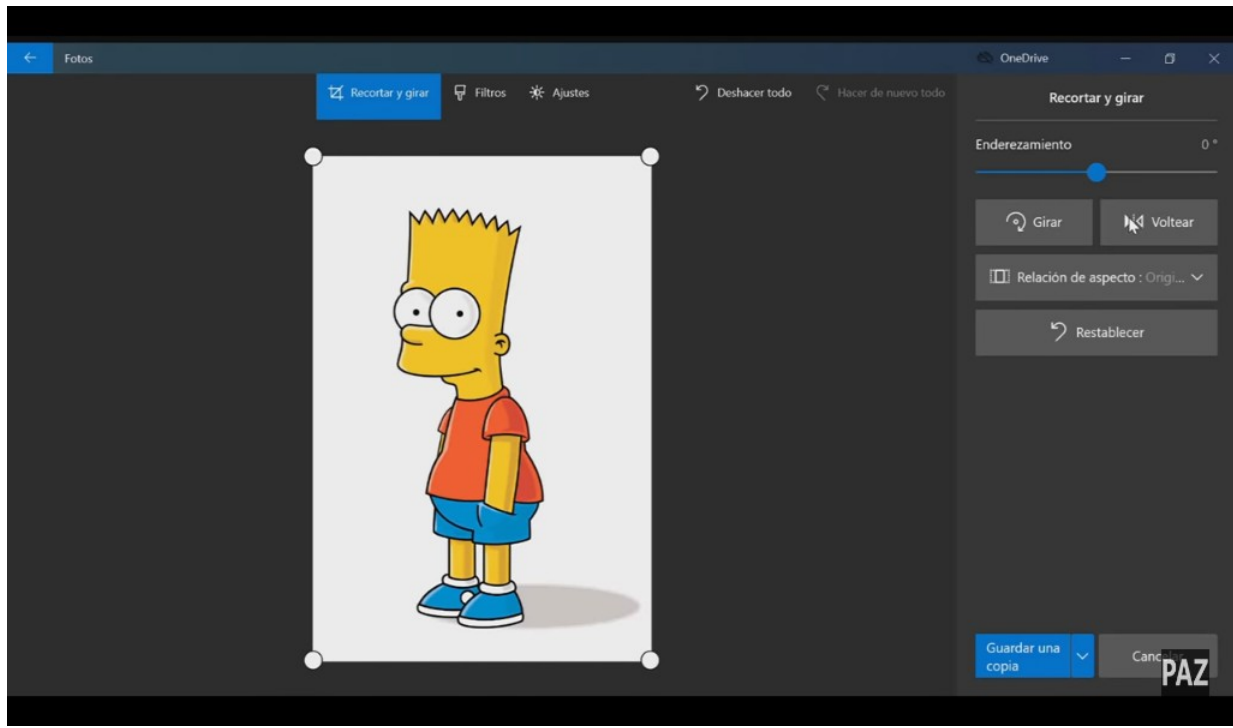 Fotos
OneDrive
Recortar y girar
Filtros
Ajustes
Deshacer todo
Hacer de nuevo todo
Recortar y girar
Enderezamiento
0 °
Girar
Voltear
Relación de aspecto : Origi...
Restablecer
Guardar una
copia
Cancelar
PAZ